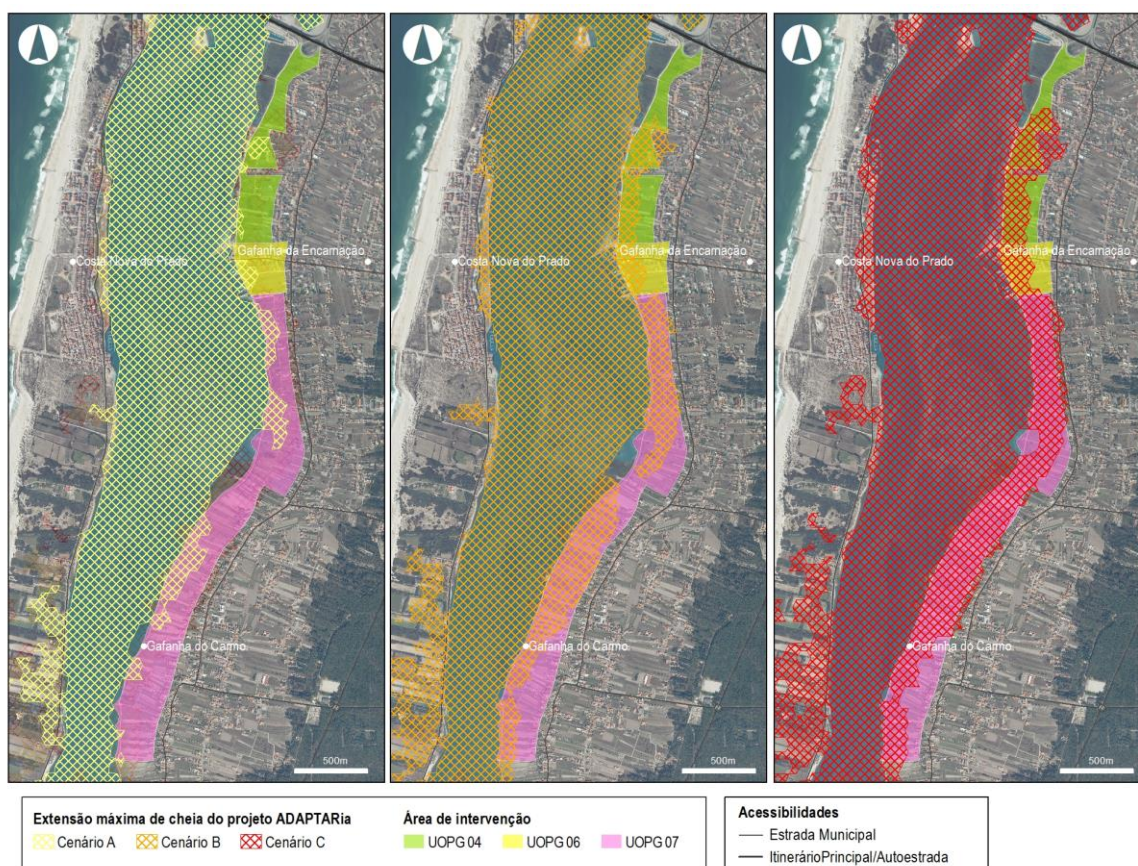 Costa Nova do Prado
Gafanha da Encarnação
Gafanha do Carmo
500m
Costa Nova do Prado
Gafanha da Encarnação
Gafanha do Carmo
500m
Costa Nova do Prado
Gafanha da Encarnação
Gafanha do Carmo
500m
Extensão máxima de cheia do projeto ADAPTARia
Cenário A
Cenário B
Cenário C
Área de intervenção
UOPG 04
UOPG 06
UOPG 07
Acessibilidades
Estrada Municipal
ItinerárioPrincipal/Autoestrada